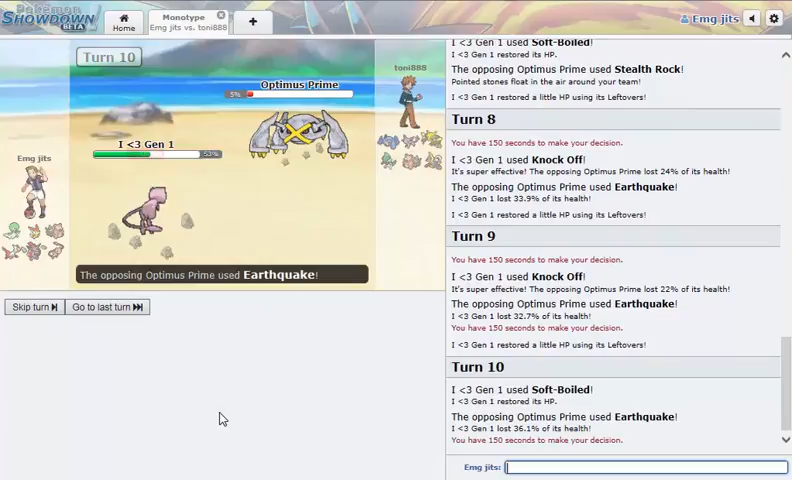 Pokémon
SHOWDOWN
BETA
Home
Monotype
Emg jits vs. toni888
Emg jits
Turn 10
toni888
Optimus Prime
5%
I <3 Gen 1
53%
Emg jits
The opposing Optimus Prime used Earthquake!
Skip turn
Go to last turn
I <3 Gen 1 used Soft-Boiled!
I <3 Gen 1 restored its HP.
The opposing Optimus Prime used Stealth Rock!
Pointed stones float in the air around your team!
I <3 Gen 1 restored a little HP using its Leftovers!
Turn 8
You have 150 seconds to make your decision.
I <3 Gen 1 used Knock Off!
It's super effective! The opposing Optimus Prime lost 24% of its health!
The opposing Optimus Prime used Earthquake!
I <3 Gen 1 lost 33.9% of its health!
I <3 Gen 1 restored a little HP using its Leftovers!
Turn 9
You have 150 seconds to make your decision.
I <3 Gen 1 used Knock Off!
It's super effective! The opposing Optimus Prime lost 22% of its health!
The opposing Optimus Prime used Earthquake!
I <3 Gen 1 lost 32.7% of its health!
You have 150 seconds to make your decision.
I <3 Gen 1 restored a little HP using its Leftovers!
Turn 10
I <3 Gen 1 used Soft-Boiled!
I <3 Gen 1 restored its HP.
The opposing Optimus Prime used Earthquake!
I <3 Gen 1 lost 36.1% of its health!
You have 150 seconds to make your decision.
Emg jits: